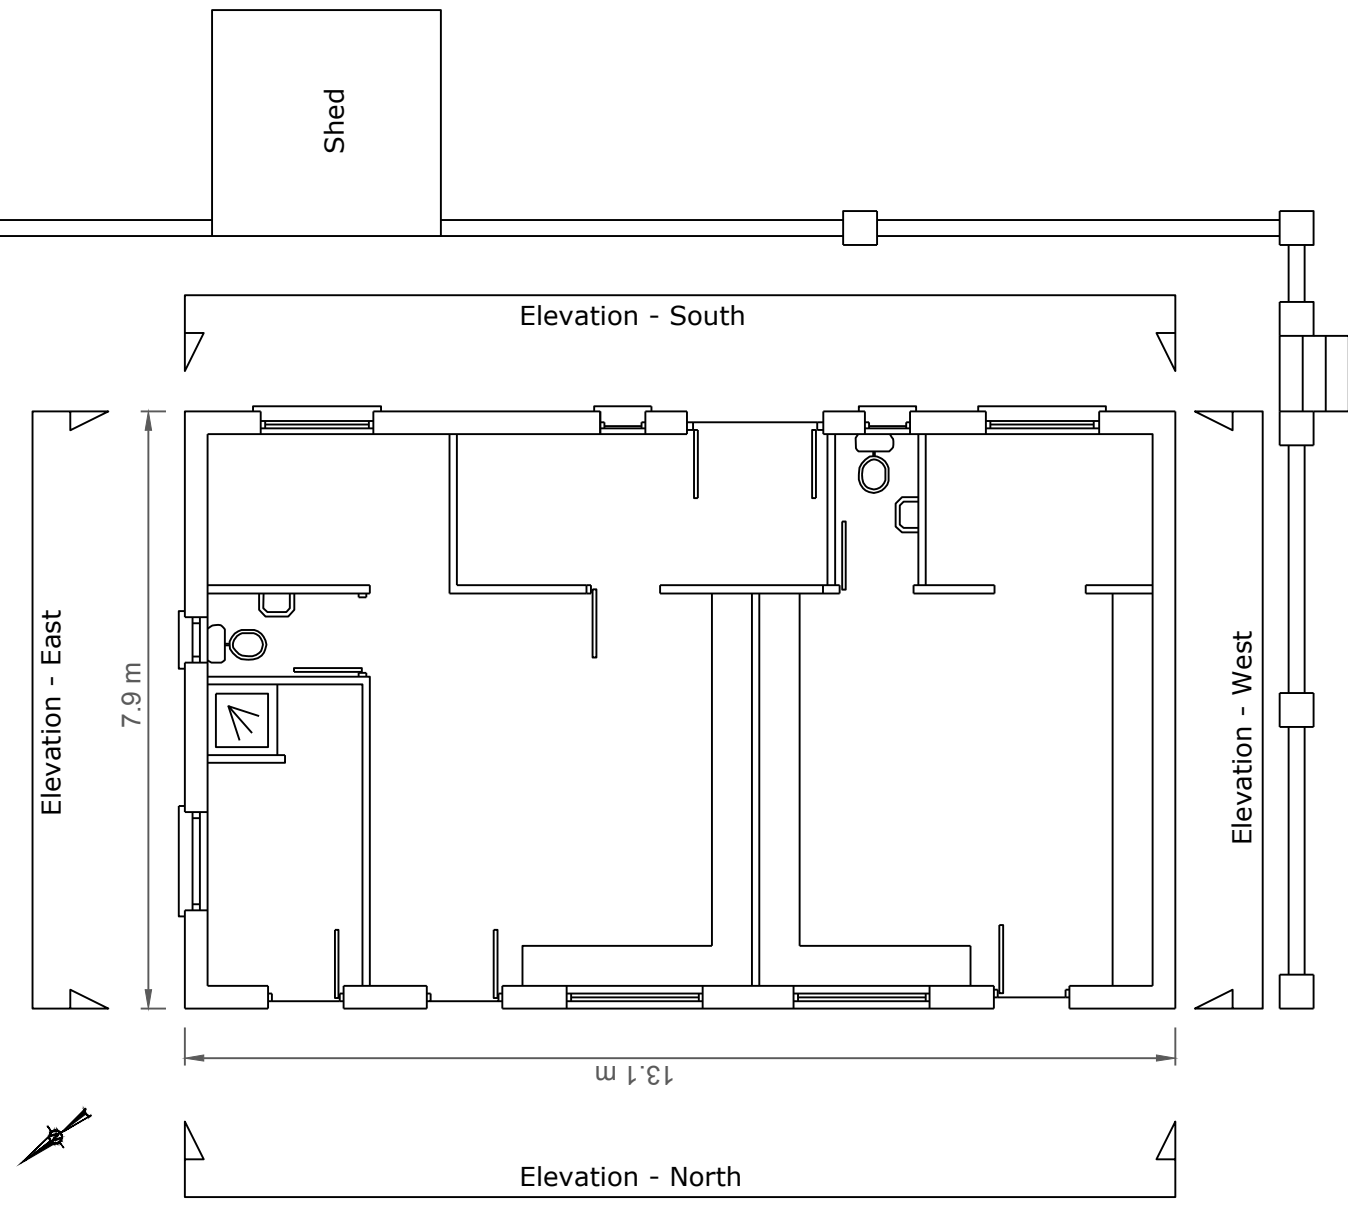 Shed
Elevation - South
Elevation - East
7.9 m
Elevation - West
13.1 m
Elevation - North